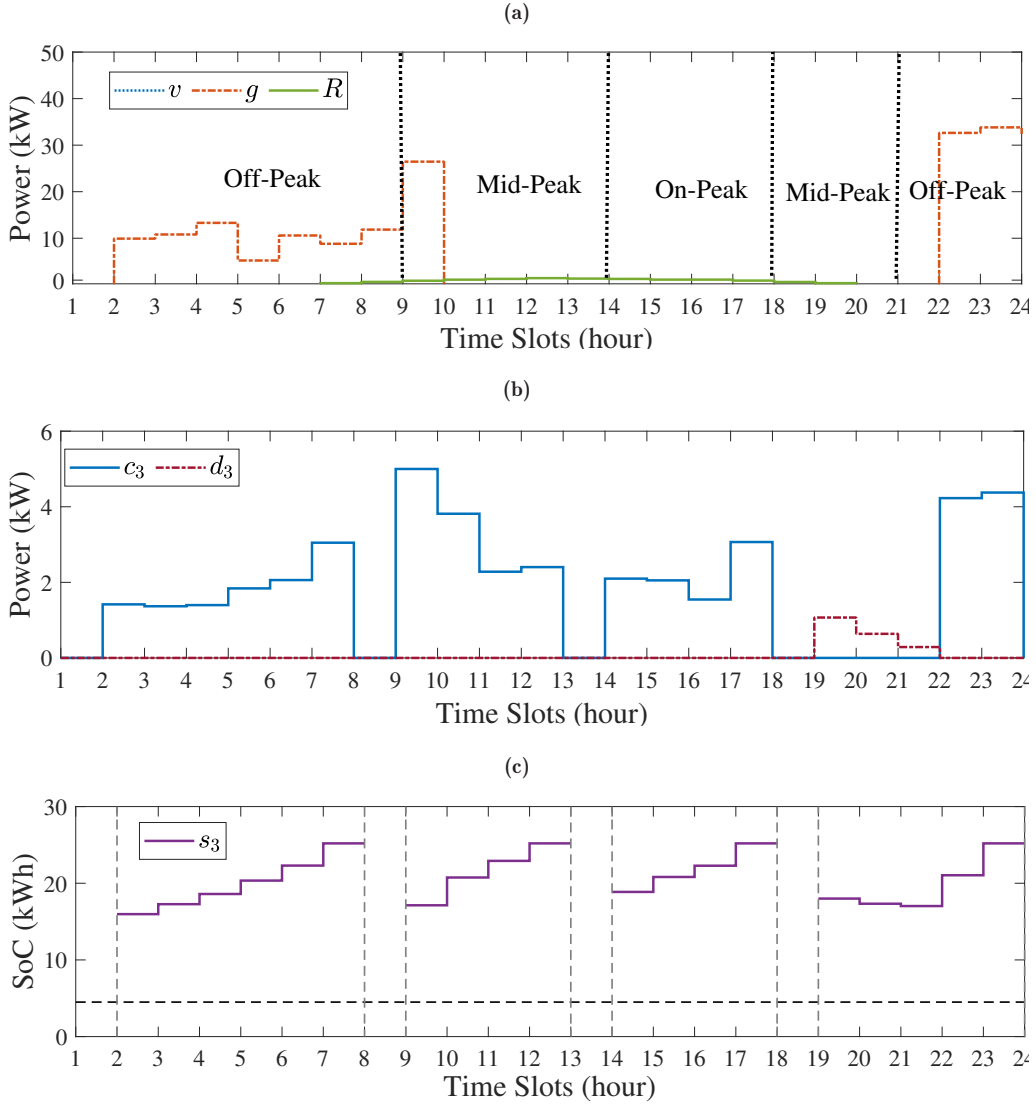 (a)
Power (kW)
50
40
30
20
10
0
v g R
Off-Peak
Mid-Peak
On-Peak
Mid-Peak
Off-Peak
1 2 3 4 5 6 7 8 9 10 11 12 13 14 15 16 17 18 19 20 21 22 23 24
Time Slots (hour)
(b)
Power (kW)
6
4
2
0
c3 d3
1 2 3 4 5 6 7 8 9 10 11 12 13 14 15 16 17 18 19 20 21 22 23 24
Time Slots (hour)
(c)
SoC (kWh)
30
20
10
0
s3
1 2 3 4 5 6 7 8 9 10 11 12 13 14 15 16 17 18 19 20 21 22 23 24
Time Slots (hour)